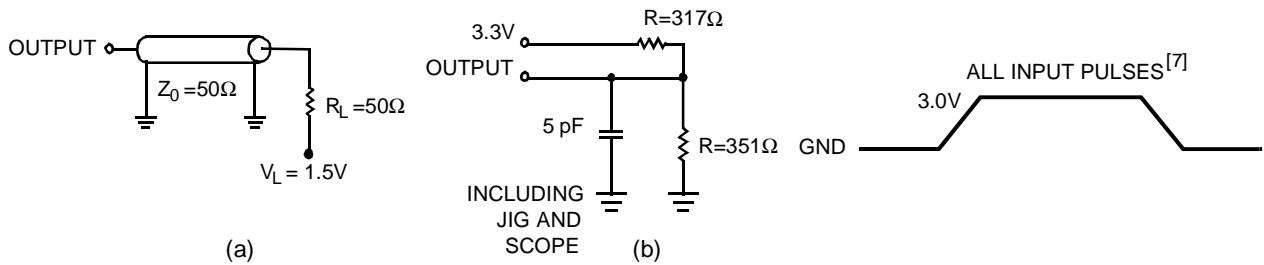 OUTPUT
Z0 =50Ω
RL =50Ω
VL = 1.5V
(a)
R=317Ω
3.3V
OUTPUT
5 pF
R=351Ω
INCLUDING
JIG AND
SCOPE
(b)
ALL INPUT PULSES[7]
3.0V
GND